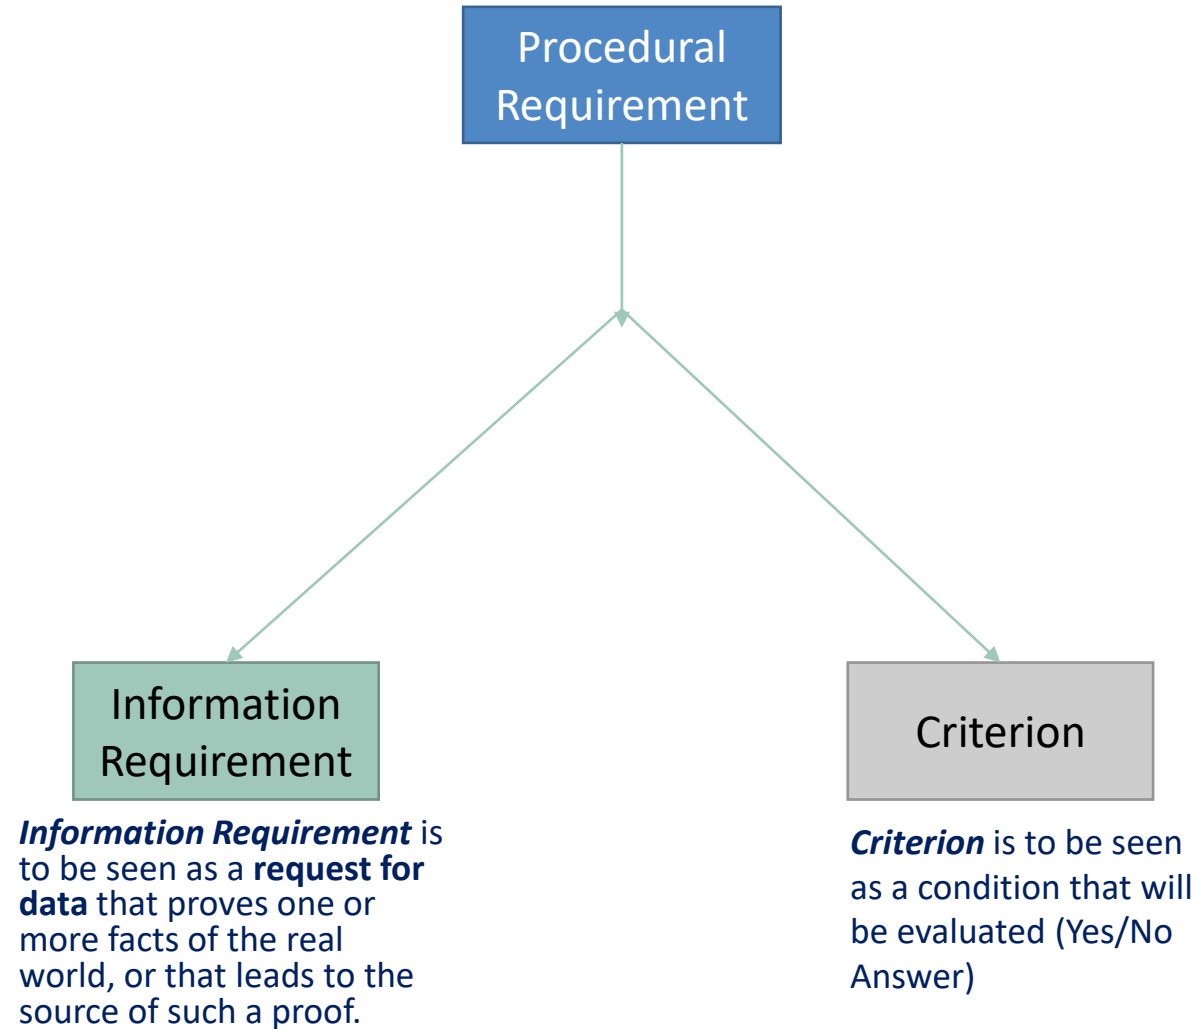 Procedural
Requirement
Information
Requirement
Information Requirement is
to be seen as a request for
data that proves one or
more facts of the real
world, or that leads to the
source of such a proof.
Criterion
Criterion is to be seen
as a condition that will
be evaluated (Yes/No
Answer)